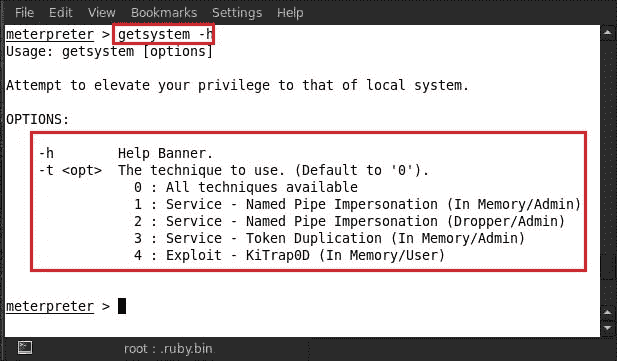 File Edit View Bookmarks Settings Help
meterpreter > getsystem -h
Usage: getsystem [options]
Attempt to elevate your privilege to that of local system.
OPTIONS:
-h Help Banner.
-t <opt> The technique to use. (Default to '0').
0 : All techniques available
1 : Service - Named Pipe Impersonation (In Memory/Admin)
2 : Service - Named Pipe Impersonation (Dropper/Admin)
3 : Service - Token Duplication (In Memory/Admin)
4 : Exploit - KiTrap0D (In Memory/User)
meterpreter >
root : .ruby.bin